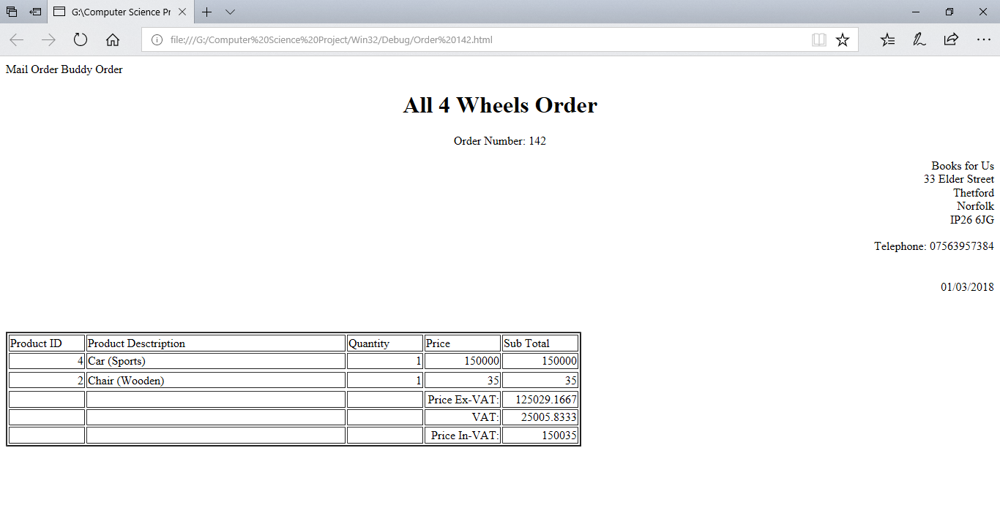 G:\Computer Science Pr
file:///G:/Computer%20Science%20Project/Win32/Debug/Order%20142.html
Mail Order Buddy Order
All 4 Wheels Order
Order Number: 142
Books for Us
33 Elder Street
Thetford
Norfolk
IP26 6JG
Telephone: 07563957384
01/03/2018
Product ID Product Desctription Quantity Price Sub Total
4 Car (Sports) 1 150000 150000
2 Chair (Wooden) 1 35 35
Price Ex-VAT: 125029.1667
VAT: 25005.8333
Price In-VAT: 150035